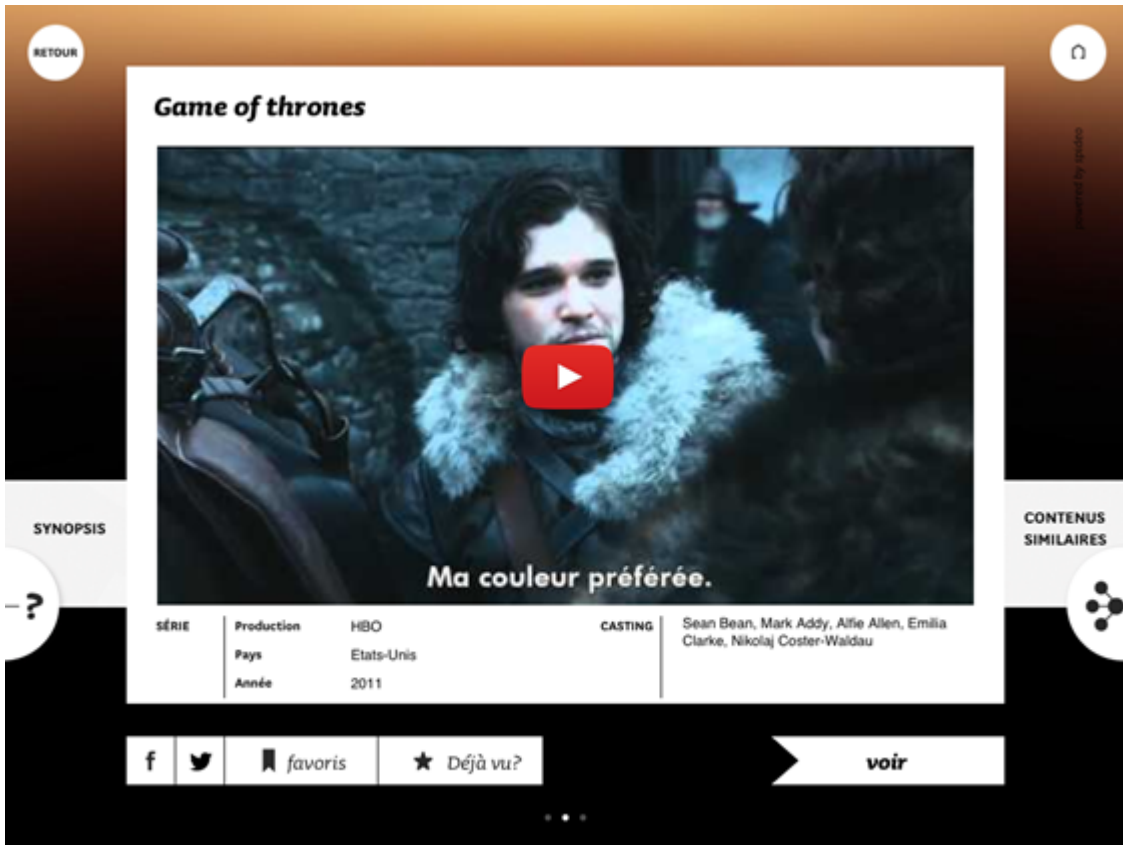 RETOUR
Game of thrones
powered by spideo
Ma couleur préférée.
SYNOPSIS
?
CONTENUS
SIMILAIRES
SÉRIE
Production HBO
Pays Etats-Unis
Année 2011
CASTING
Sean Bean, Mark Addy, Alfie Allen, Emilia
Clarke, Nikolaj Coster-Waldau
f
favoris
Déjà vu?
voir